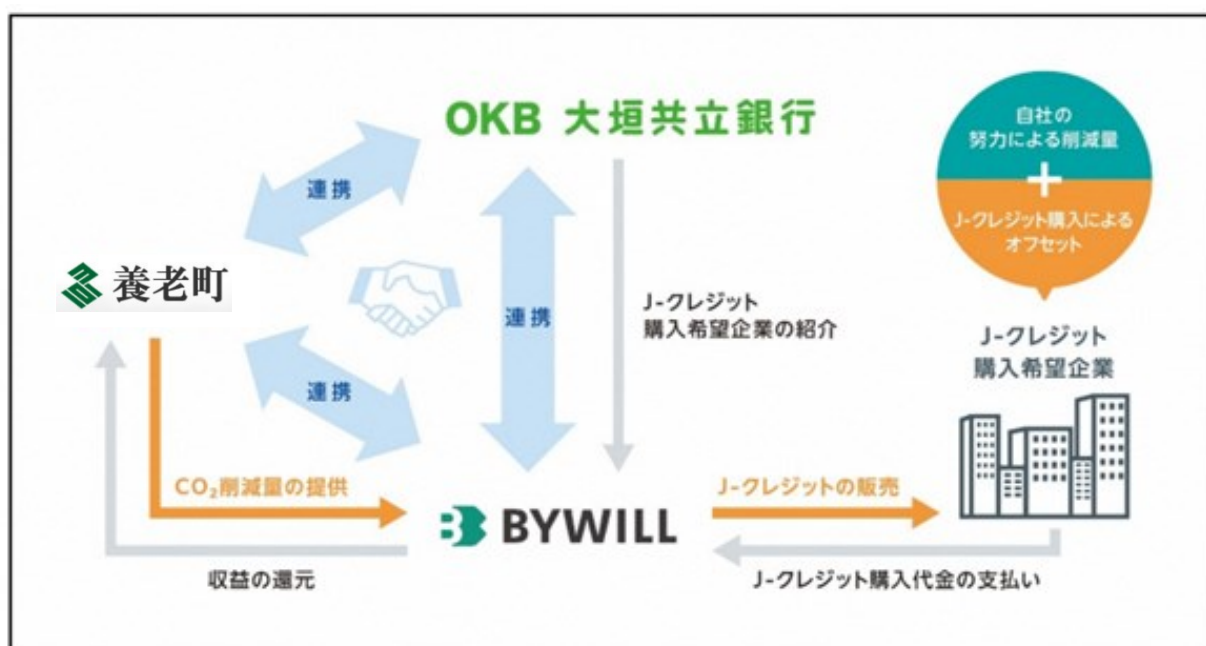 OKB 大垣共立銀行
自社の
努力による削減量
+
J-クレジット購入による
オフセット
連携
養老町
連携
J-クレジット
購入希望企業の紹介
J-クレジット
購入希望企業
連携
CO₂削減量の提供
J-クレジットの販売
BYWILL
収益の還元
J-クレジット購入代金の支払い